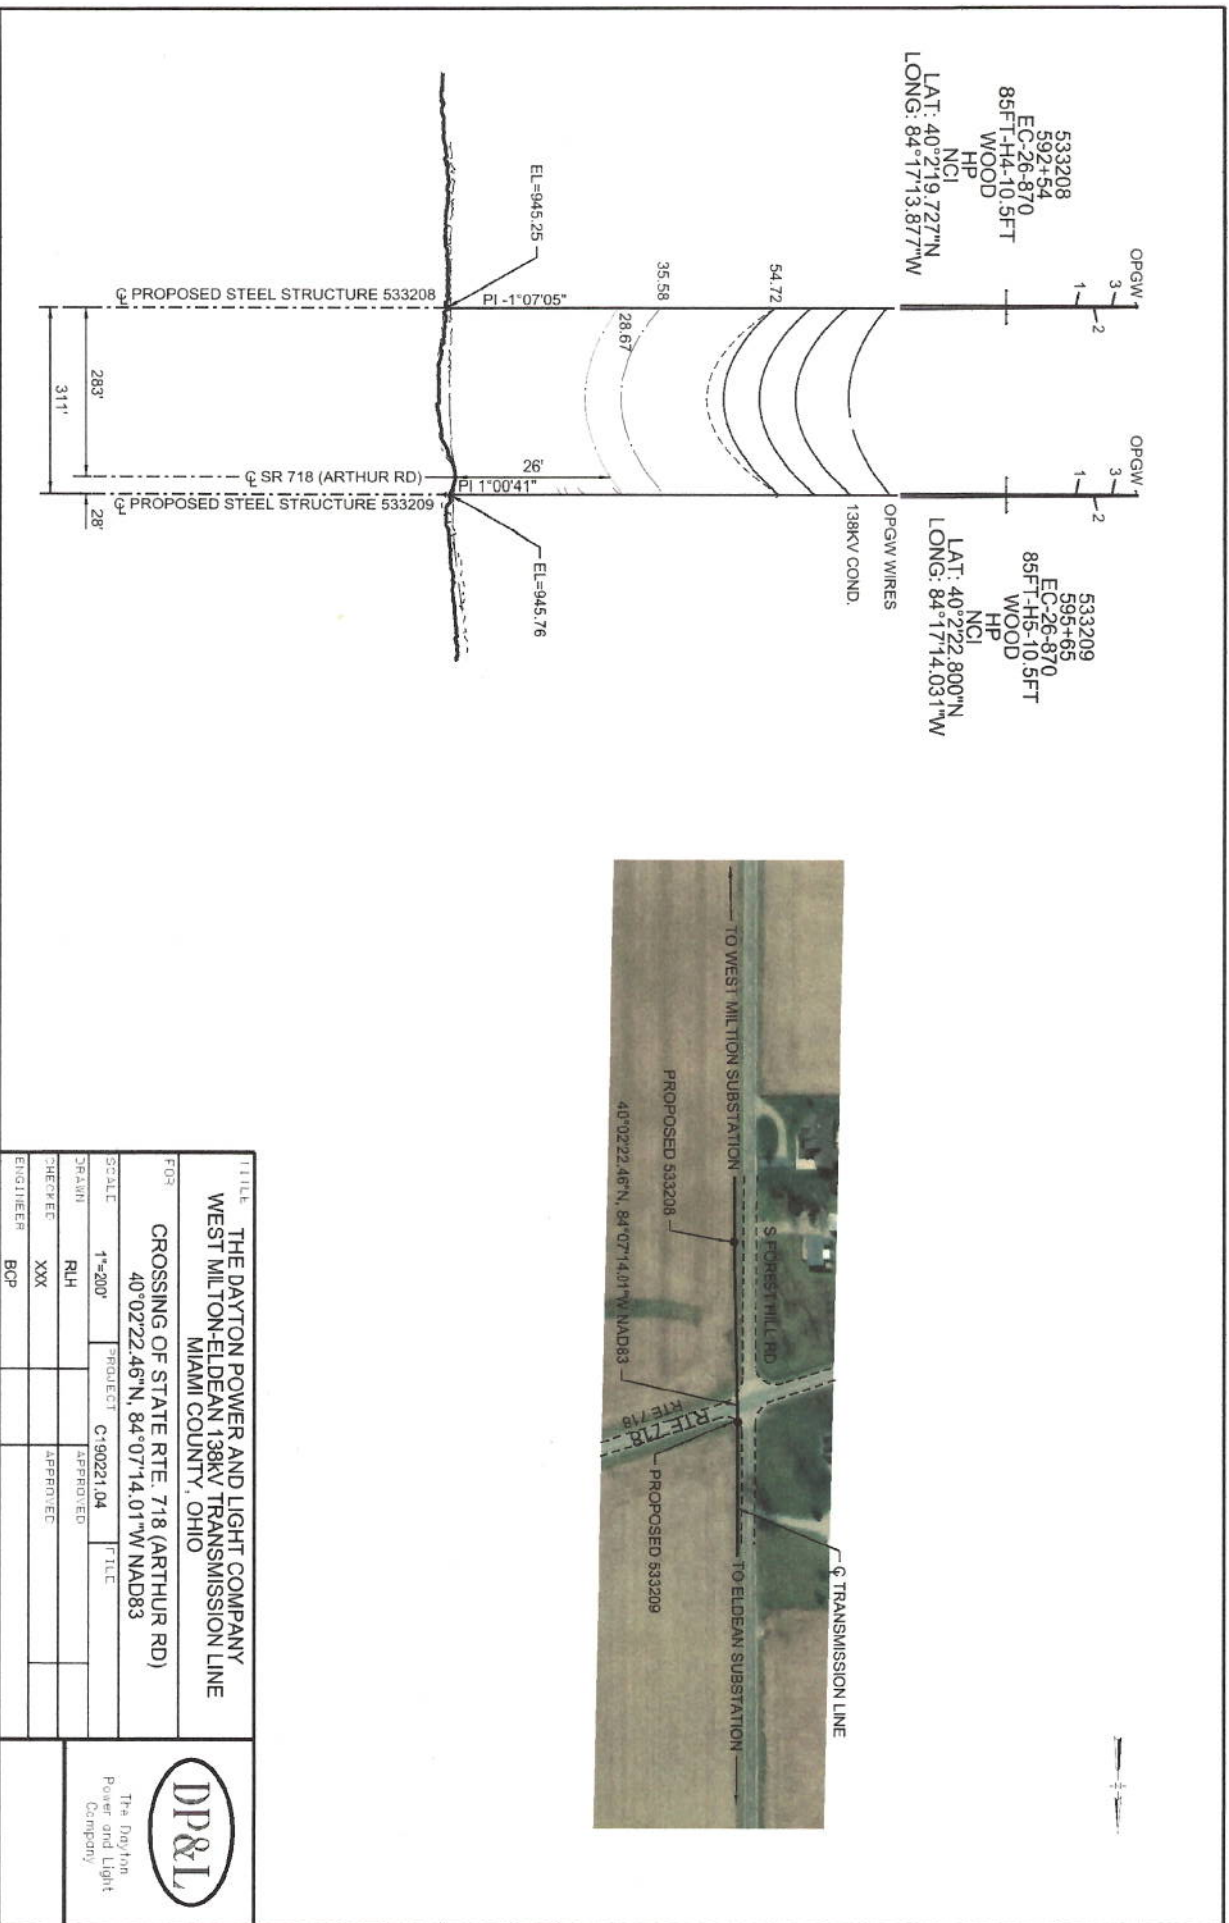 533208
592+54
EC-26-870
85FT-H4-10.5FT
WOOD
HP
NCI
LAT: 40°2'19.727"N
LONG: 84°17'13.877"W
OPGW
3
2
1
OPGW
3
2
1
533209
595+65
EC-26-870
85FT-H5-10.5FT
WOOD
HP
NCI
LAT: 40°2'22.800"N
LONG: 84°17'14.031"W
OPGW WIRES
138KV COND.
54.72
35.58
28.67
EL=945.25
PI -1°07'05"
26'
PI 1°00'41"
EL=945.76
℄ PROPOSED STEEL STRUCTURE 533208
℄ SR 718 (ARTHUR RD)
℄ PROPOSED STEEL STRUCTURE 533209
283'
28'
311'
℄ TRANSMISSION LINE
S FOREST HILL RD
TO WEST MILTION SUBSTATION
TO ELDEAN SUBSTATION
PROPOSED 533208
RTE 718
RTE 718
PROPOSED 533209
40°02'22.46"N, 84°07'14.01"W NAD83
TITLE
THE DAYTON POWER AND LIGHT COMPANY
WEST MILTON-ELDEAN 138kV TRANSMISSION LINE
MIAMI COUNTY, OHIO
FOR
CROSSING OF STATE RTE. 718 (ARTHUR RD)
40°02'22.46"N, 84°07'14.01"W NAD83
SCALE 1"=200' PROJECT C190221.04 FILE
DRAWN RLH APPROVED
CHECKED XXX APPROVED
ENGINEER BCP
DP&L
The Dayton
Power and Light
Company